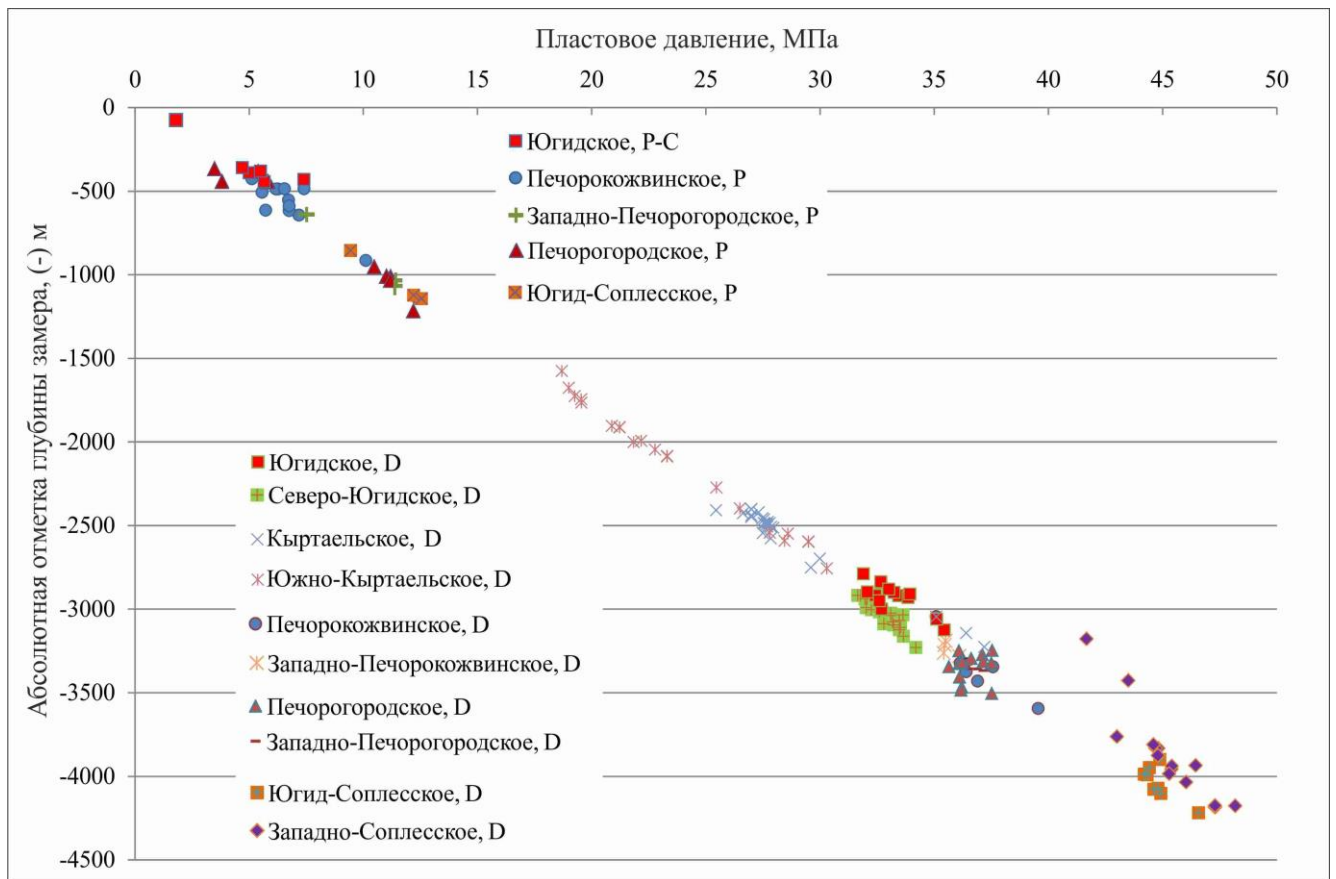 Пластовое давление, МПа
0 5 10 15 20 25 30 35 40 45 50
Абсолютная отметка глубины замера, (-) м
0
-500
-1000
-1500
-2000
-2500
-3000
-3500
-4000
-4500
Югидское, P-C
Печорокожвинское, P
Западно-Печорогородское, P
Печорогородское, P
Югид-Соплесское, P
Югидское, D
Северо-Югидское, D
Кыртаельское, D
Южно-Кыртаельское, D
Печорокожвинское, D
Западно-Печорокожвинское, D
Печорогородское, D
Западно-Печорогородское, D
Югид-Соплесское, D
Западно-Соплесское, D